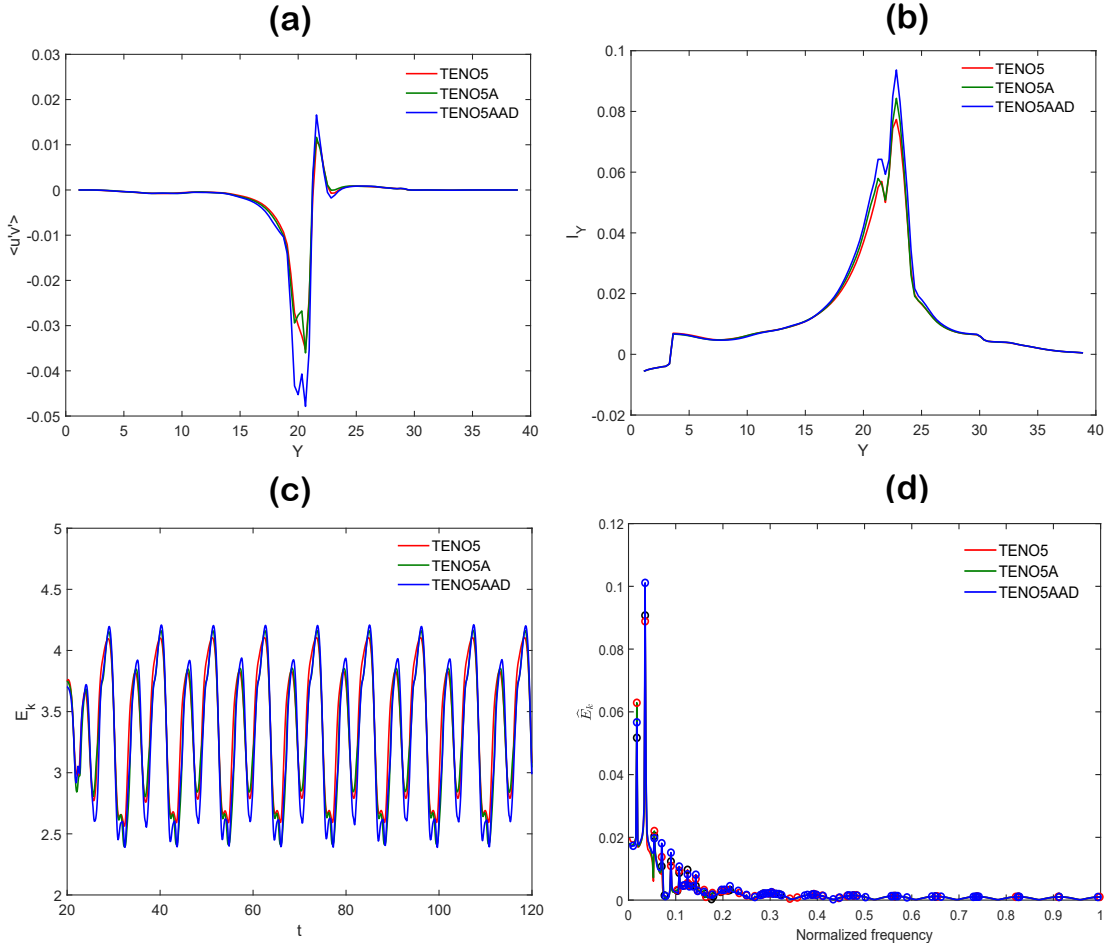 (a)
0.03
0.02
0.01
0
-0.01
-0.02
-0.03
-0.04
-0.05
<u'v'>
TENO5
TENO5A
TENO5AAD
0 5 10 15 20 25 30 35 40
Y
(b)
0.1
0.08
0.06
0.04
0.02
0
-0.02
I_Y
TENO5
TENO5A
TENO5AAD
0 5 10 15 20 25 30 35 40
Y
(c)
5
4.5
4
3.5
3
2.5
2
E_k
TENO5
TENO5A
TENO5AAD
20 40 60 80 100 120
t
(d)
0.12
0.1
0.08
0.06
0.04
0.02
0
Ê_k
TENO5
TENO5A
TENO5AAD
0 0.1 0.2 0.3 0.4 0.5 0.6 0.7 0.8 0.9 1
Normalized frequency